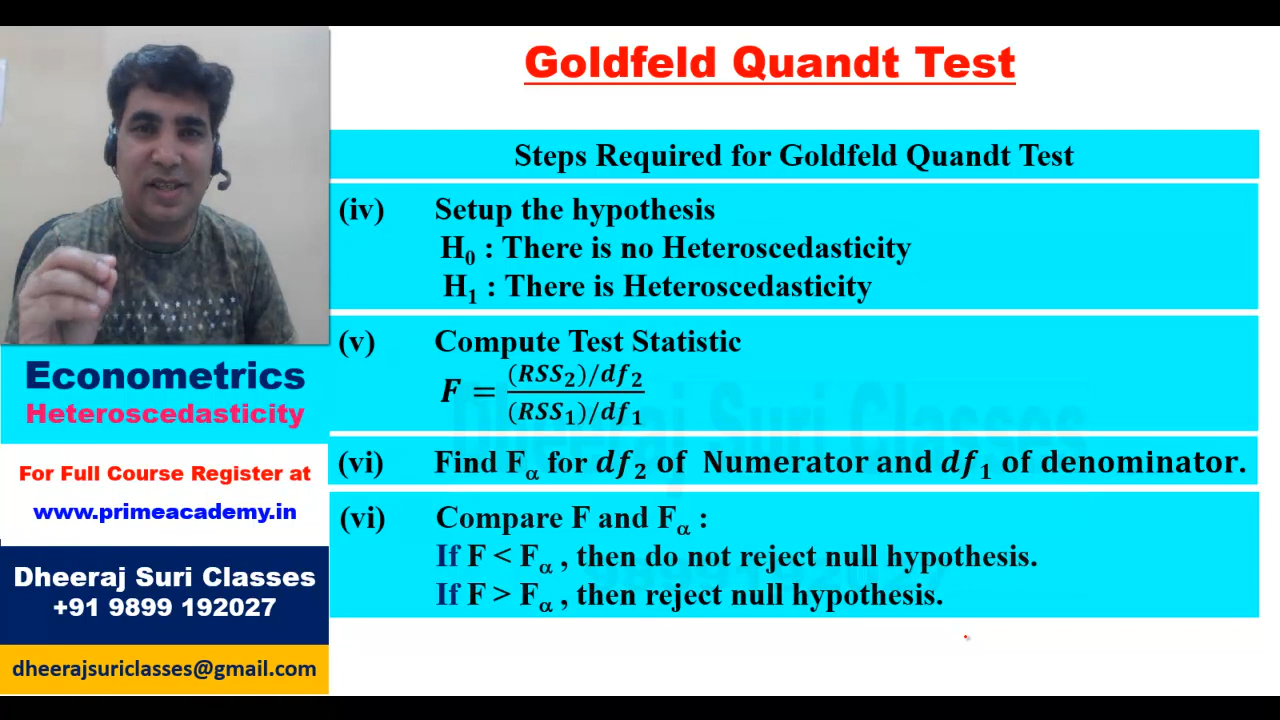 Goldfeld Quandt Test
Steps Required for Goldfeld Quandt Test
(iv) Setup the hypothesis
H₀ : There is no Heteroscedasticity
H₁ : There is Heteroscedasticity
(v) Compute Test Statistic
F = (RSS₂)/df₂ / (RSS₁)/df₁
(vi) Find Fα for df₂ of Numerator and df₁ of denominator.
(vi) Compare F and Fα :
If F < Fα , then do not reject null hypothesis.
If F > Fα , then reject null hypothesis.
Econometrics
Heteroscedasticity
For Full Course Register at
www.primeacademy.in
Dheeraj Suri Classes
+91 9899 192027
dheerajsuriclasses@gmail.com
Dheeraj Suri Classes